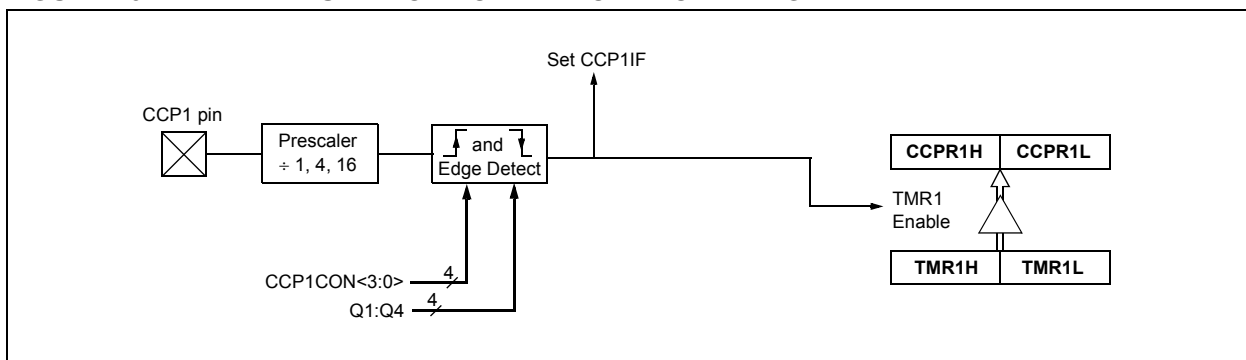 Set CCP1IF
CCP1 pin
Prescaler
÷ 1, 4, 16
and
Edge Detect
CCPR1H CCPR1L
TMR1
Enable
TMR1H TMR1L
CCP1CON<3:0> 4
Q1:Q4 4